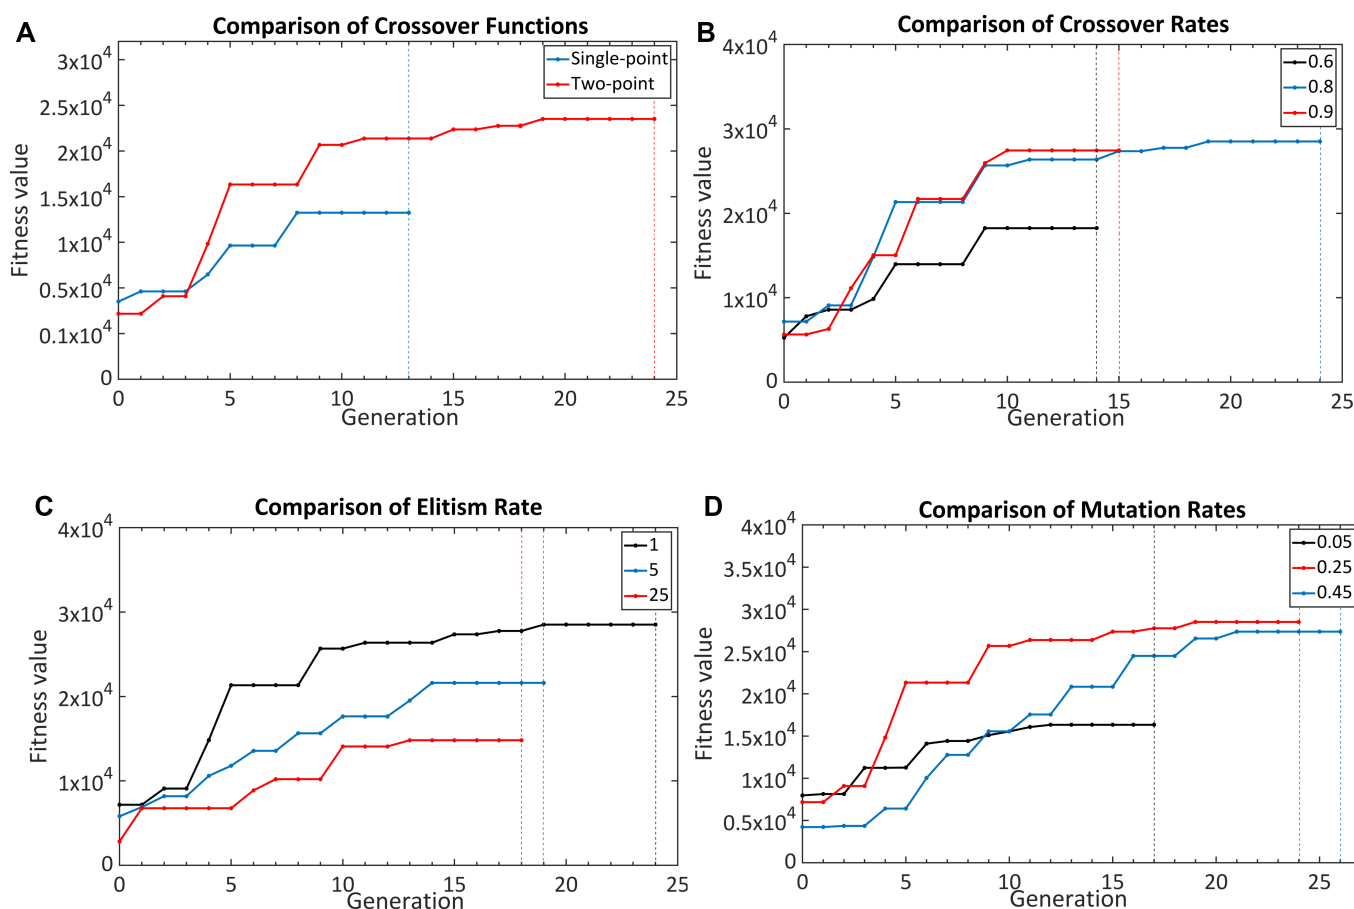 A
Comparison of Crossover Functions
3x10^4
2.5x10^4
2x10^4
1.5x10^4
1x10^4
0.5x10^4
0.1x10^4
0
Fitness value
Single-point
Two-point
0 5 10 15 20 25
Generation
B
Comparison of Crossover Rates
4x10^4
3x10^4
2x10^4
1x10^4
0
Fitness value
0.6
0.8
0.9
0 5 10 15 20 25
Generation
C
Comparison of Elitism Rate
4x10^4
3x10^4
2x10^4
1x10^4
0
Fitness value
1
5
25
0 5 10 15 20 25
Generation
D
Comparison of Mutation Rates
4x10^4
3.5x10^4
3x10^4
2.5x10^4
2x10^4
1.5x10^4
1x10^4
0.5x10^4
0
Fitness value
0.05
0.25
0.45
0 5 10 15 20 25
Generation